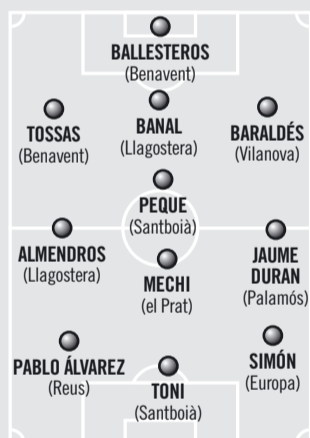 BALLESTEROS
(Benavent)
TOSSAS
(Benavent)
BANAL
(Llagostera)
BARALDÉS
(Vilanova)
PEQUE
(Santboià)
ALMENDROS
(Llagostera)
MECHI
(el Prat)
JAUME
DURAN
(Palamós)
PABLO ÁLVAREZ
(Reus)
TONI
(Santboià)
SIMÓN
(Europa)